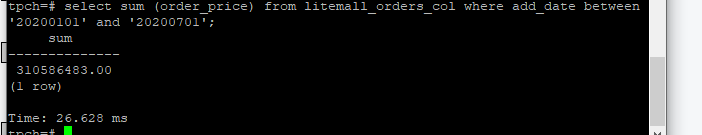 tpch=# select sum (order_price) from litemall_orders_col where add_date between
'20200101' and '20200701';
sum
--------------
310586483.00
(1 row)
Time: 26.628 ms
tpch=#